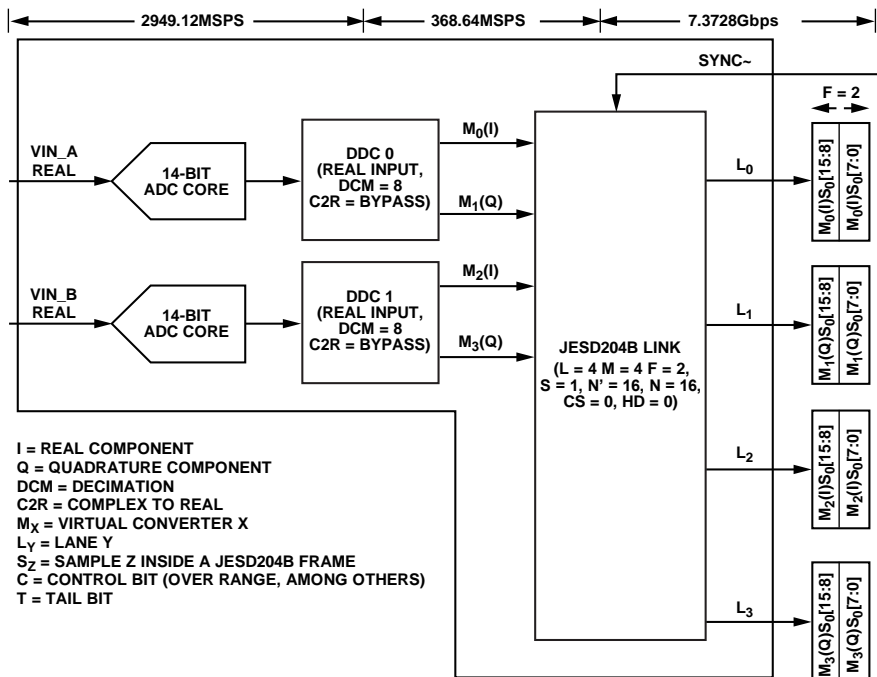 2949.12MSPS
368.64MSPS
7.3728Gbps
SYNC~
F = 2
VIN_A
REAL
14-BIT
ADC CORE
DDC 0
(REAL INPUT,
DCM = 8
C2R = BYPASS)
M0(I)
M1(Q)
VIN_B
REAL
14-BIT
ADC CORE
DDC 1
(REAL INPUT,
DCM = 8
C2R = BYPASS)
M2(I)
M3(Q)
JESD204B LINK
(L = 4 M = 4 F = 2,
S = 1, N' = 16, N = 16,
CS = 0, HD = 0)
L0
M0(I)S0[15:8]
M0(I)S0[7:0]
L1
M1(Q)S0[15:8]
M1(Q)S0[7:0]
L2
M2(I)S0[15:8]
M2(I)S0[7:0]
L3
M3(Q)S0[15:8]
M3(Q)S0[7:0]
I = REAL COMPONENT
Q = QUADRATURE COMPONENT
DCM = DECIMATION
C2R = COMPLEX TO REAL
MX = VIRTUAL CONVERTER X
LY = LANE Y
SZ = SAMPLE Z INSIDE A JESD204B FRAME
C = CONTROL BIT (OVER RANGE, AMONG OTHERS)
T = TAIL BIT